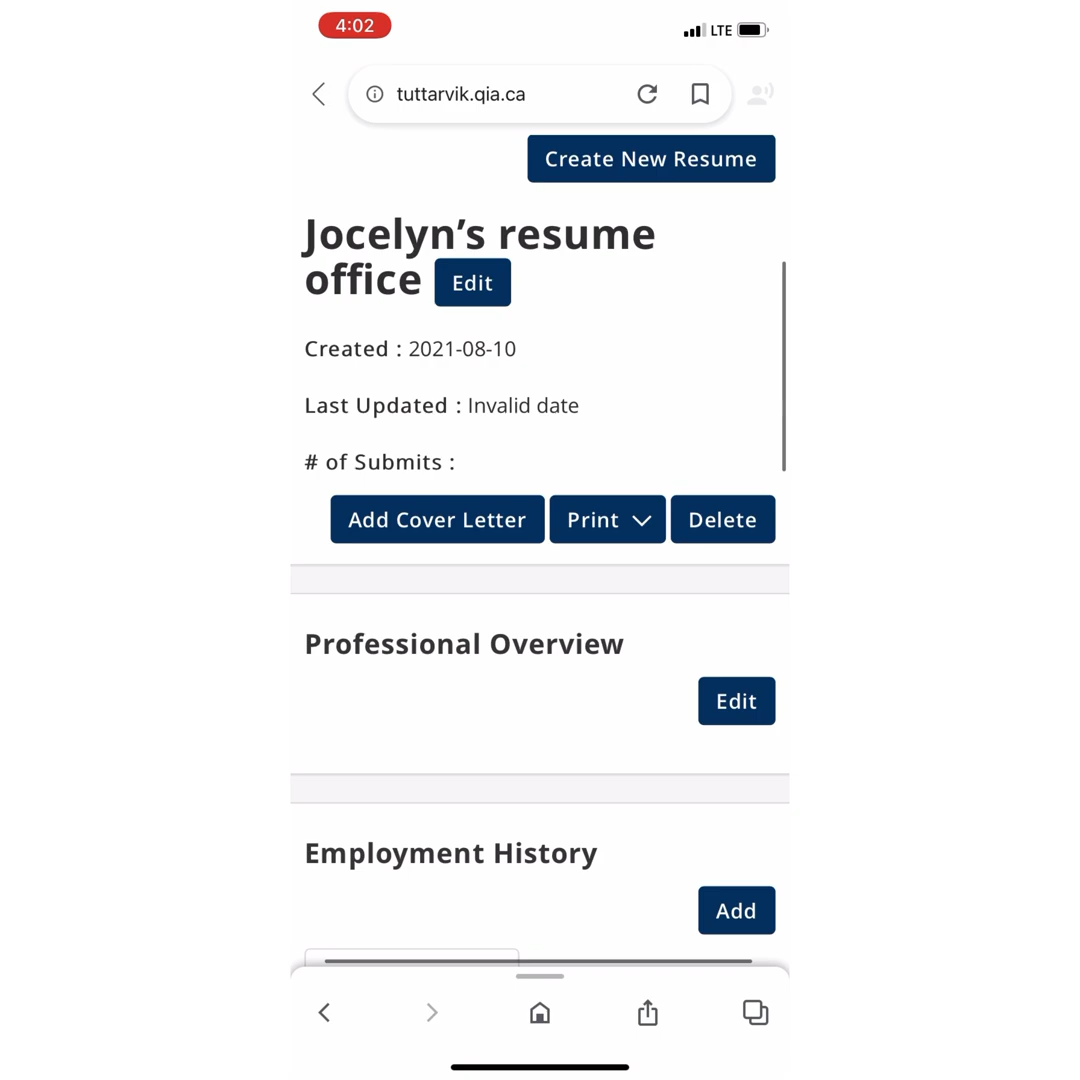 4:02
LTE
tuttarvik.qia.ca
Create New Resume
Jocelyn’s resume
office Edit
Created : 2021-08-10
Last Updated : Invalid date
# of Submits :
Add Cover Letter Print Delete
Professional Overview
Edit
Employment History
Add